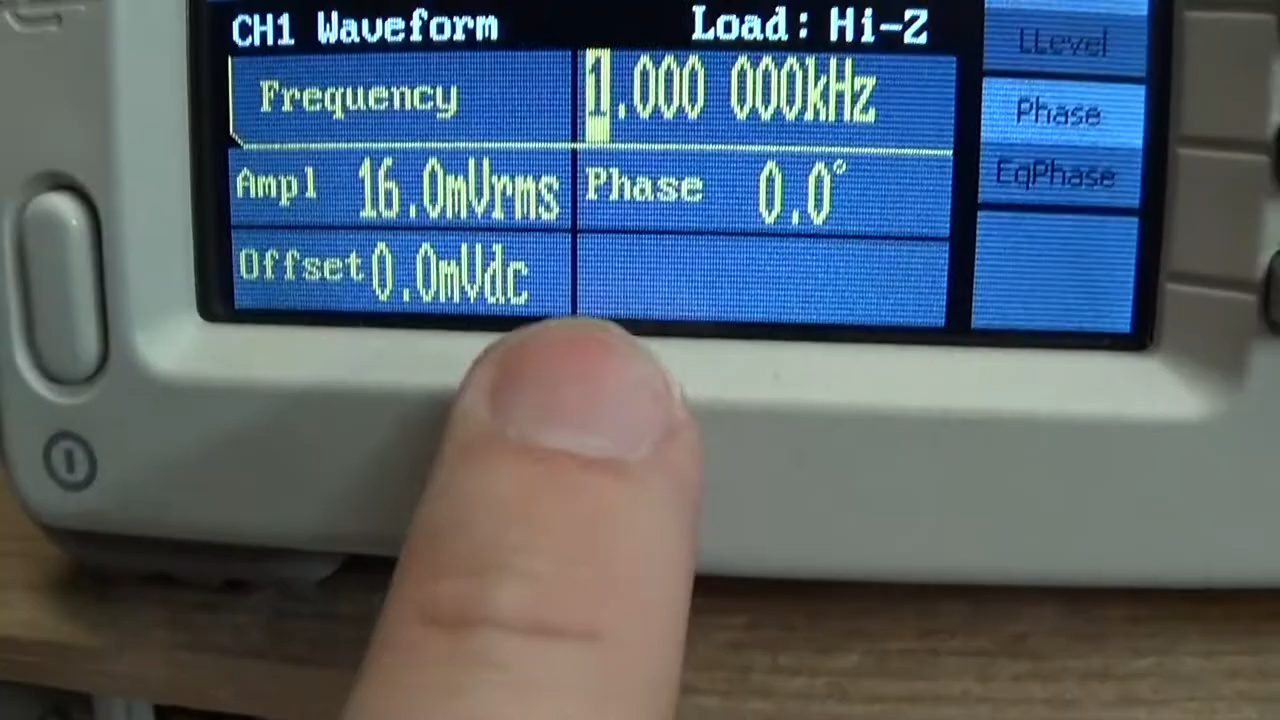 CH1 Waveform Load: Hi-Z
Frequency 1.000 000kHz
Ampl 16.0mVrms Phase 0.0°
Offset 0.0mVdc
LLevel
Phase
EqPhase